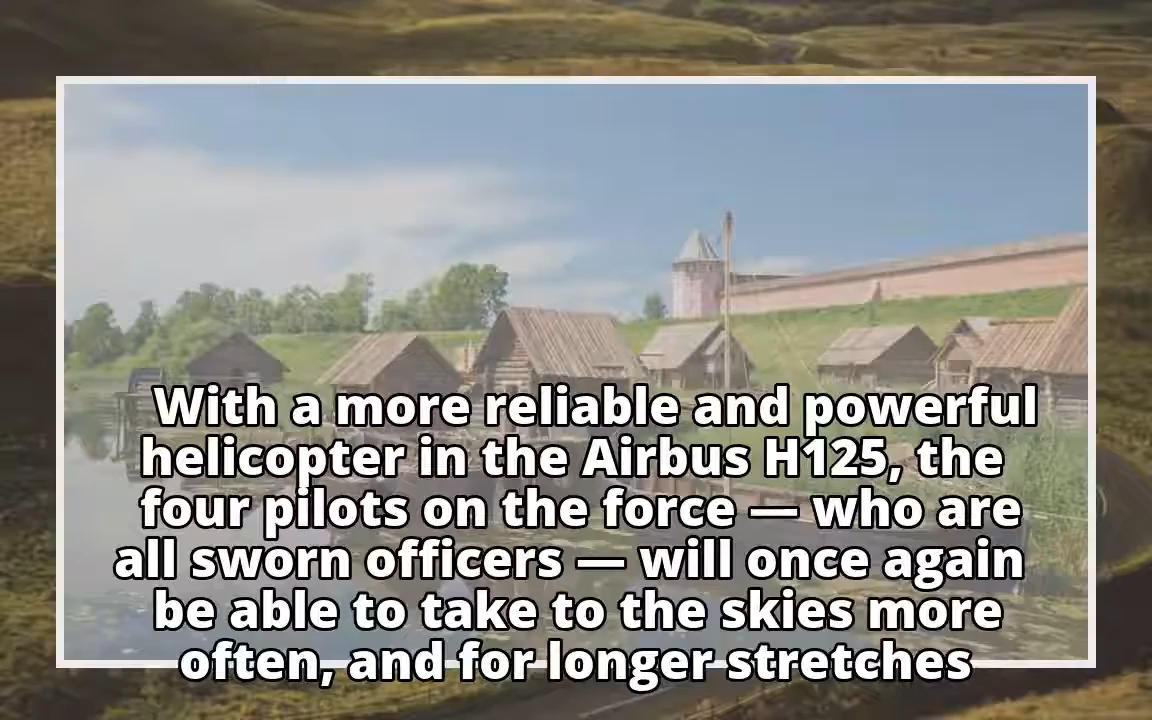 With a more reliable and powerful
helicopter in the Airbus H125, the
four pilots on the force — who are
all sworn officers — will once again
be able to take to the skies more
often, and for longer stretches